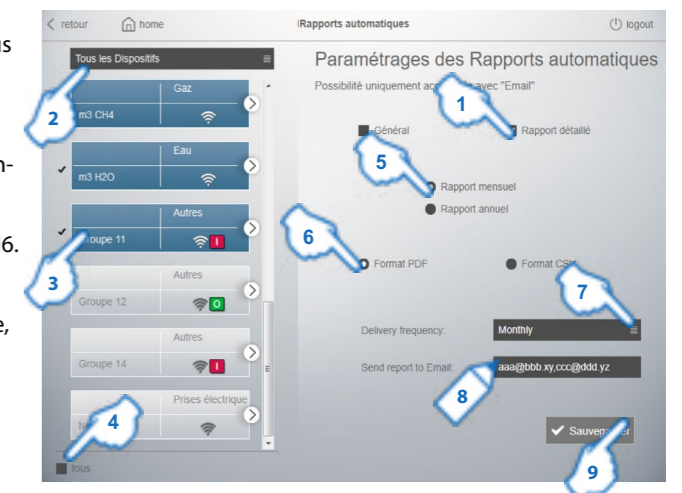 us
n-
6.
e,
retour home Rapports automatiques logout
Tous les Dispositifs
Gaz
m3 CH4
Eau
m3 H2O
Autres
Groupe 11 I
Autres
Groupe 12 O
Autres
Groupe 14 I
Prises électrique
tous
Paramétrages des Rapports automatiques
Possibilité uniquement avec "Email"
Général Rapport détaillé
Rapport mensuel
Rapport annuel
Format PDF Format CSV
Delivery frequency: Monthly
Send report to Email: aaa@bbb.xy,ccc@ddd.yz
Sauvegarder
1
2
3
4
5
6
7
8
9